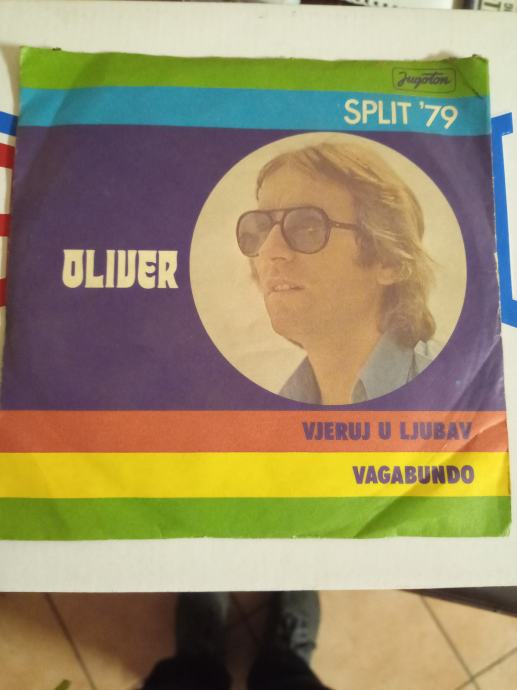 Jugoton
SPLIT '79
OLIVER
VJERUJ U LJUBAV
VAGABUNDO